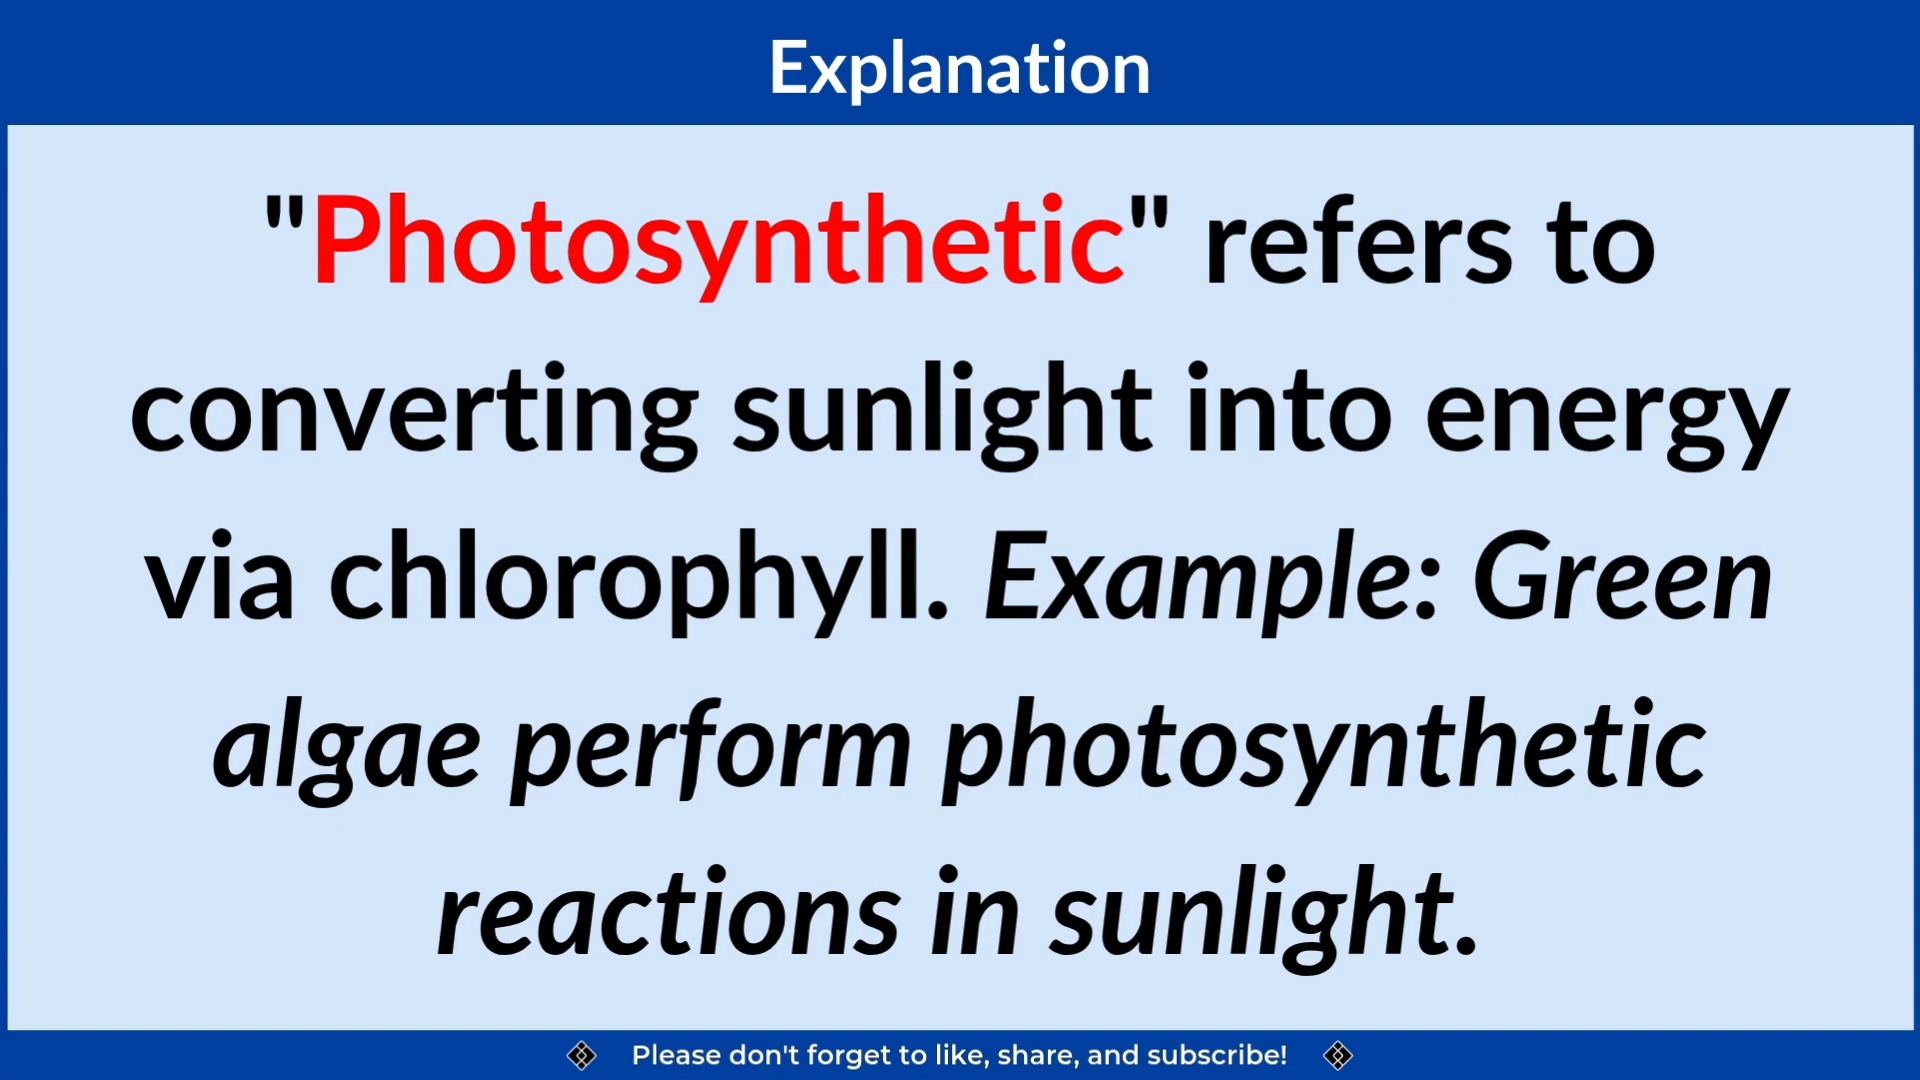 Explanation
"Photosynthetic" refers to
converting sunlight into energy
via chlorophyll. Example: Green
algae perform photosynthetic
reactions in sunlight.
Please don't forget to like, share, and subscribe!